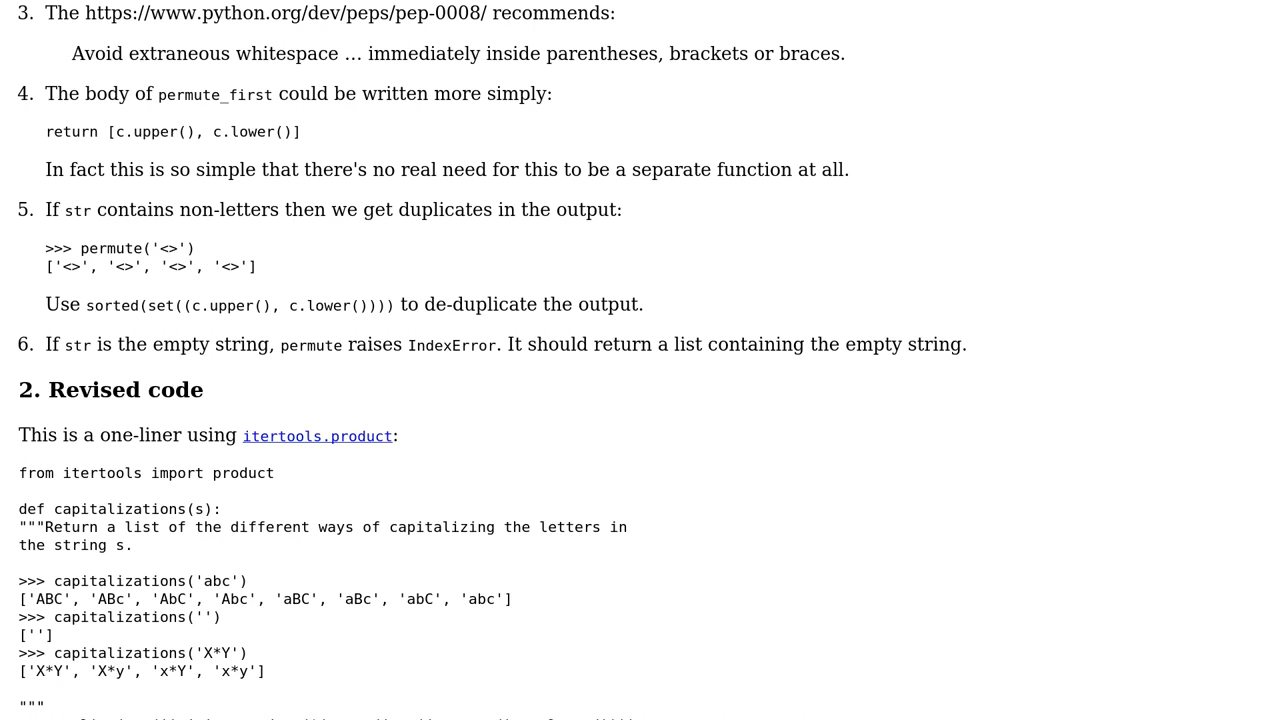 3. The https://www.python.org/dev/peps/pep-0008/ recommends:
Avoid extraneous whitespace … immediately inside parentheses, brackets or braces.
4. The body of permute_first could be written more simply:
return [c.upper(), c.lower()]
In fact this is so simple that there's no real need for this to be a separate function at all.
5. If str contains non-letters then we get duplicates in the output:
>>> permute('<>')
['<>', '<>', '<>', '<>']
Use sorted(set((c.upper(), c.lower()))) to de-duplicate the output.
6. If str is the empty string, permute raises IndexError. It should return a list containing the empty string.
2. Revised code
This is a one-liner using itertools.product:
from itertools import product
def capitalizations(s):
"""Return a list of the different ways of capitalizing the letters in
the string s.
>>> capitalizations('abc')
['ABC', 'ABc', 'AbC', 'Abc', 'aBC', 'aBc', 'abC', 'abc']
>>> capitalizations('')
['']
>>> capitalizations('X*Y')
['X*Y', 'X*y', 'x*Y', 'x*y']
"""